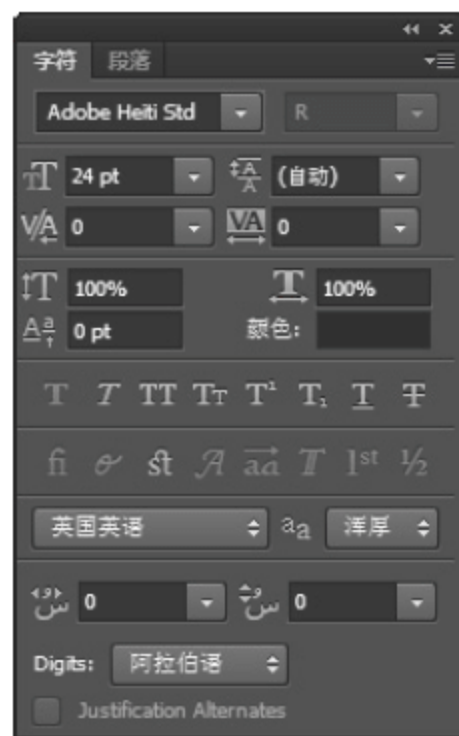 字符 段落
Adobe Heiti Std R
24 pt (自动)
0 0
100% 100%
0 pt 颜色:
T T TT Tт T¹ T₁ T T
fi st A aa T 1st ½
英国英语 aa 浑厚
0 0
Digits: 阿拉伯语
Justification Alternates